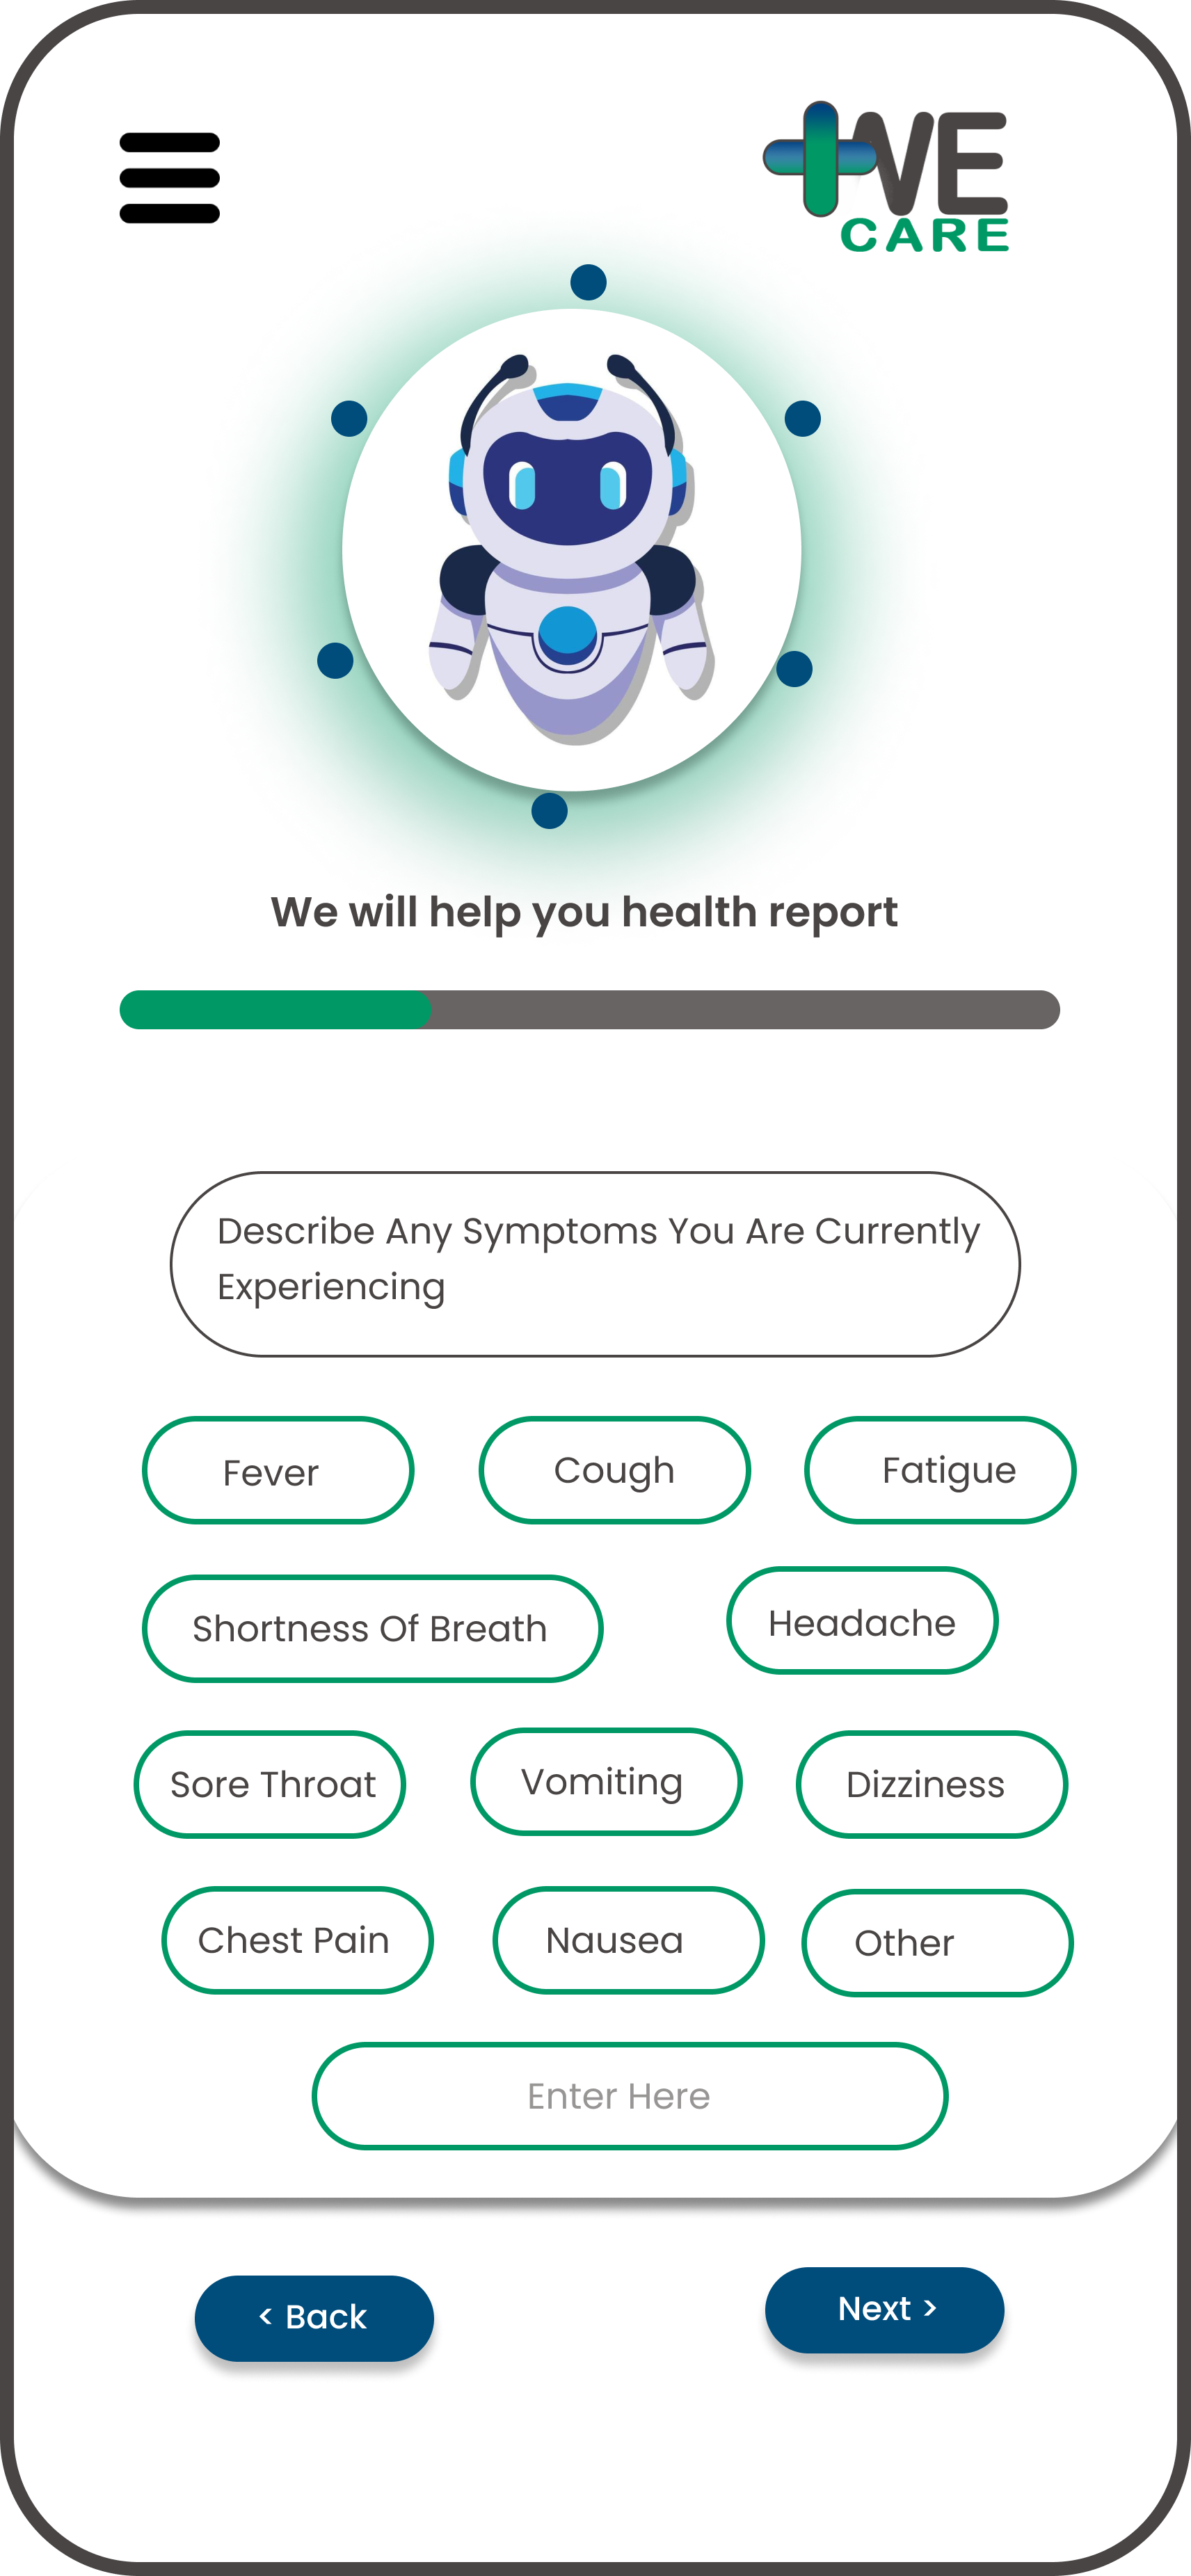 WE
CARE
We will help you health report
Describe Any Symptoms You Are Currently
Experiencing
Fever
Cough
Fatigue
Shortness Of Breath
Headache
Sore Throat
Vomiting
Dizziness
Chest Pain
Nausea
Other
Enter Here
< Back
Next >